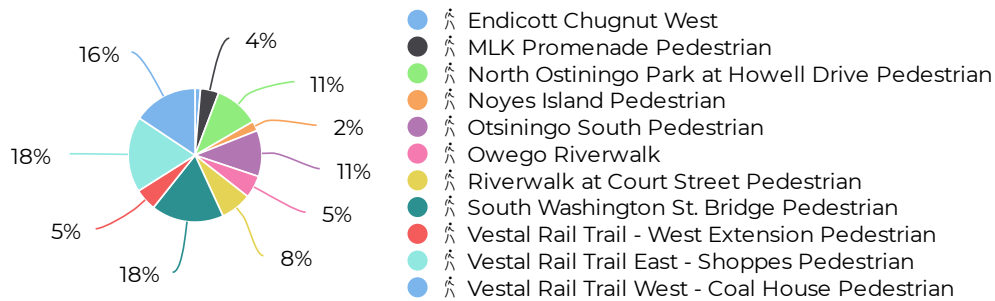 4%
16%
11%
2%
18%
11%
5%
5%
8%
18%
Endicott Chugnut West
MLK Promenade Pedestrian
North Ostiningo Park at Howell Drive Pedestrian
Noyes Island Pedestrian
Otsiningo South Pedestrian
Owego Riverwalk
Riverwalk at Court Street Pedestrian
South Washington St. Bridge Pedestrian
Vestal Rail Trail - West Extension Pedestrian
Vestal Rail Trail East - Shoppes Pedestrian
Vestal Rail Trail West - Coal House Pedestrian